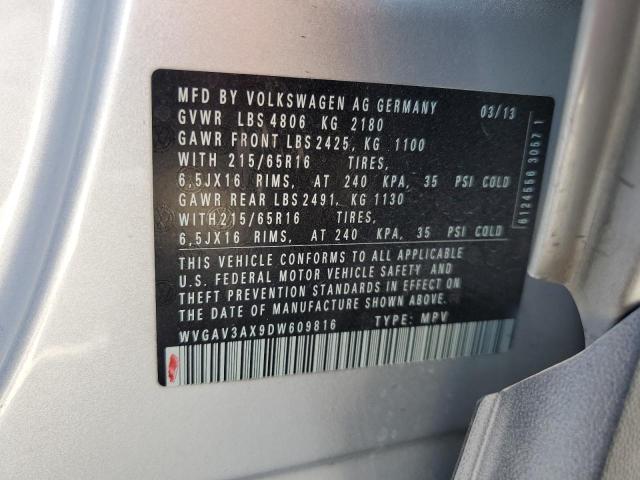 MFD BY VOLKSWAGEN AG GERMANY 03/13
GVWR LBS 4806 KG 2180
GAWR FRONT LBS 2425, KG 1100
WITH 215/65R16 TIRES,
6,5JX16 RIMS, AT 240 KPA, 35 PSI COLD
GAWR REAR LBS 2491, KG 1130
WITH 215/65R16 TIRES,
6,5JX16 RIMS, AT 240 KPA, 35 PSI COLD
THIS VEHICLE CONFORMS TO ALL APPLICABLE
U.S. FEDERAL MOTOR VEHICLE SAFETY AND
THEFT PREVENTION STANDARDS IN EFFECT ON
THE DATE OF MANUFACTURE SHOWN ABOVE.
WVGAV3AX9DW609816 TYPE: MPV
6124556 3057 1